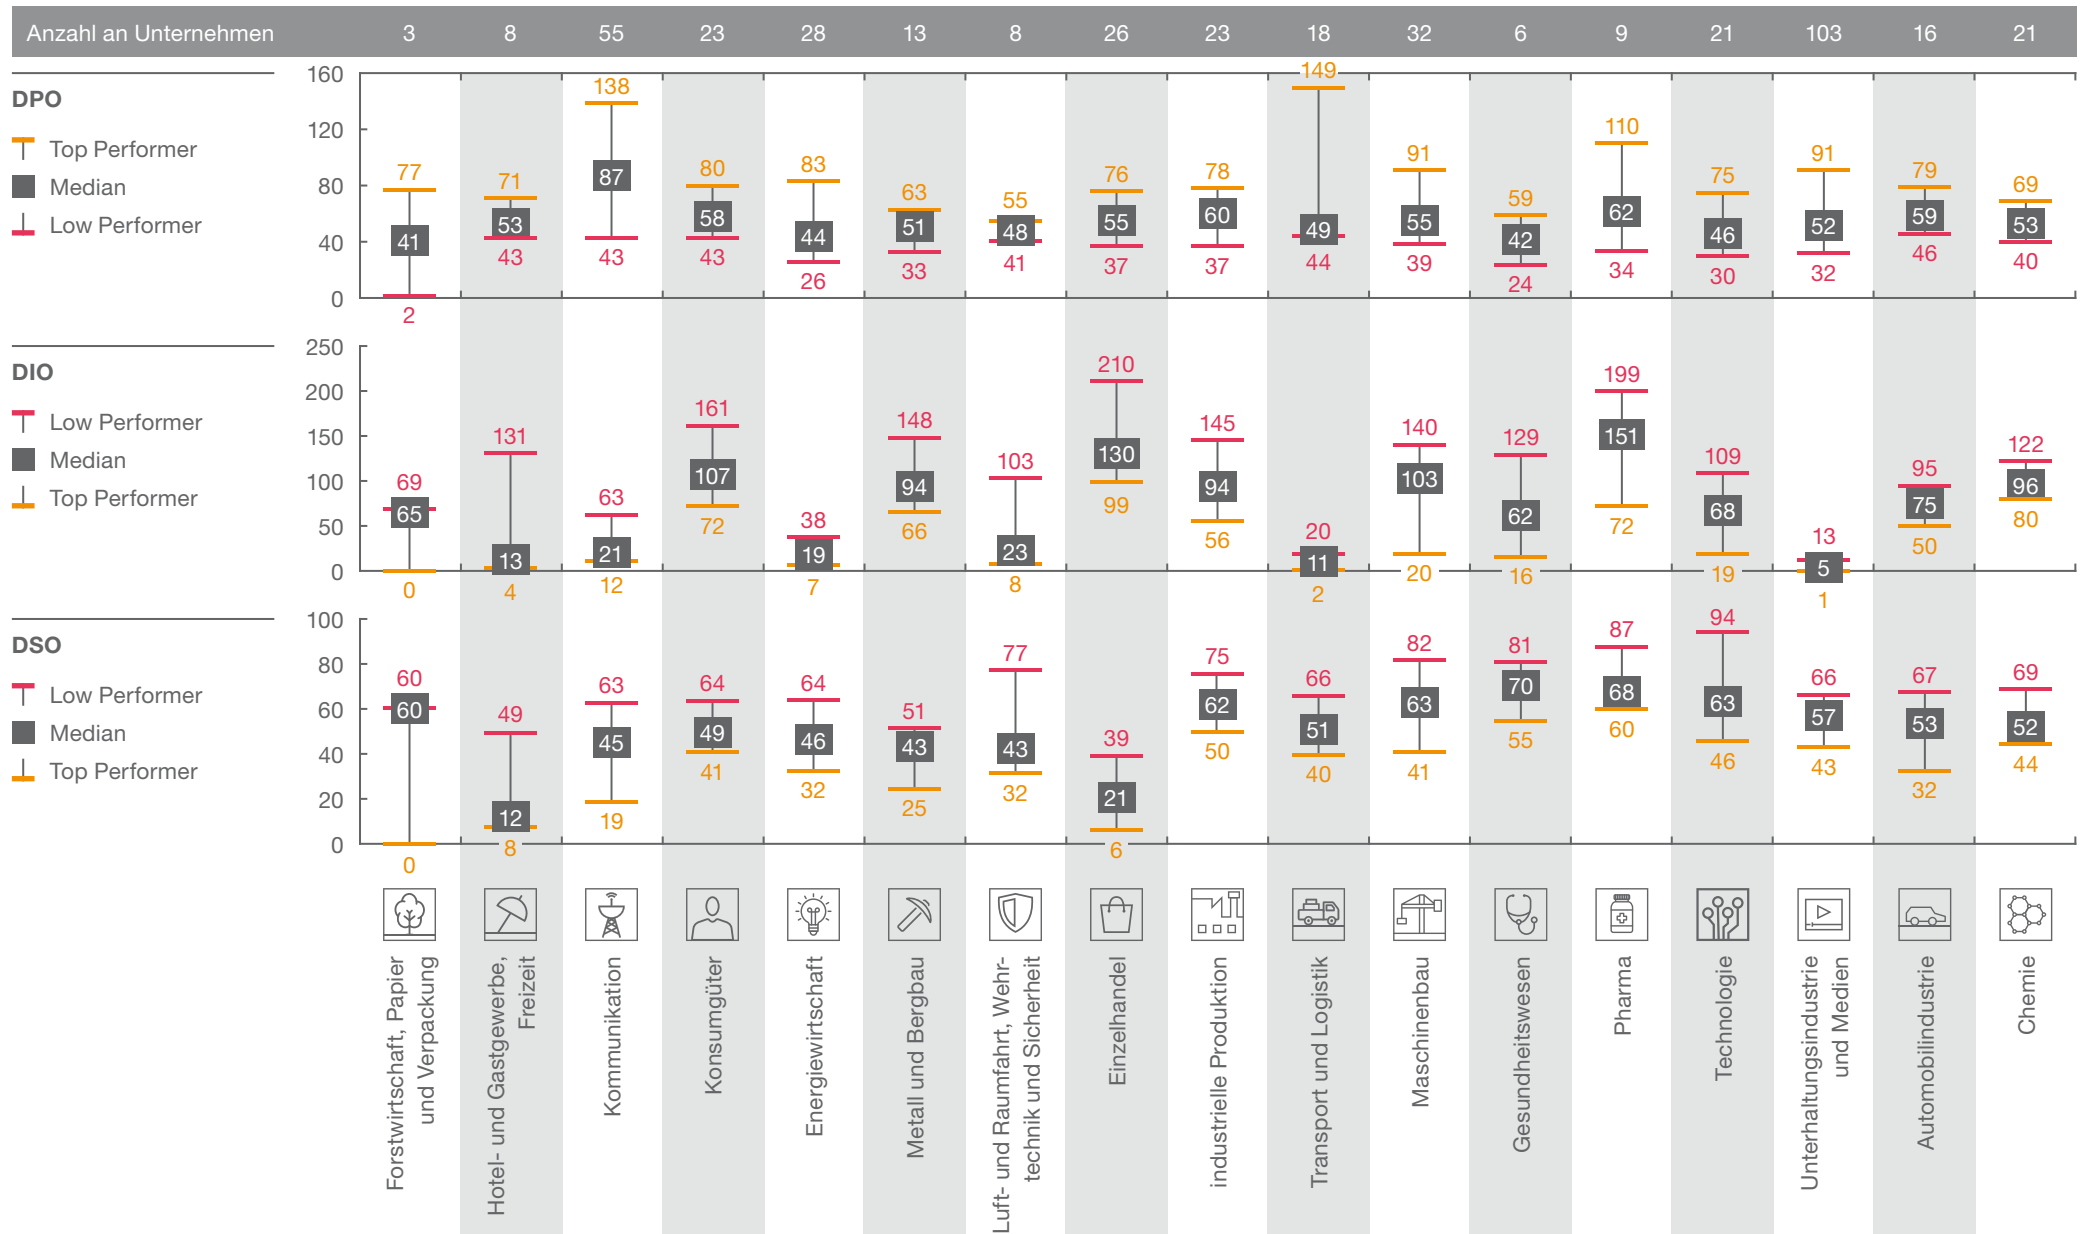 Anzahl an Unternehmen 3 8 55 23 28 13 8 26 23 18 32 6 9 21 103 16 21
DPO
Top Performer
Median
Low Performer
160
120
80
40
0
77 71 138 80 83 63 55 76 78 149 91 59 110 75 91 79 69
41 53 87 58 44 51 48 55 60 49 55 42 62 46 52 59 53
2 43 43 43 26 33 41 37 37 44 39 24 34 30 32 46 40
DIO
Low Performer
Median
Top Performer
250
200
150
100
50
0
69 131 63 161 38 148 103 210 145 20 140 129 199 109 13 95 122
65 13 21 107 19 94 23 130 94 11 103 62 151 68 5 75 96
0 4 12 72 7 66 8 99 56 2 20 16 72 19 1 50 80
DSO
Low Performer
Median
Top Performer
100
80
60
40
20
0
60 49 63 64 64 51 77 39 75 66 82 81 87 94 66 67 69
60 12 45 49 46 43 43 21 62 51 63 70 68 63 57 53 52
0 8 19 41 32 25 32 6 50 40 41 55 60 46 43 32 44
Forstwirtschaft, Papier
und Verpackung
Hotel- und Gastgewerbe,
Freizeit
Kommunikation
Konsumgüter
Energiewirtschaft
Metall und Bergbau
Luft- und Raumfahrt, Wehr-
technik und Sicherheit
Einzelhandel
industrielle Produktion
Transport und Logistik
Maschinenbau
Gesundheitswesen
Pharma
Technologie
Unterhaltungsindustrie
und Medien
Automobilindustrie
Chemie